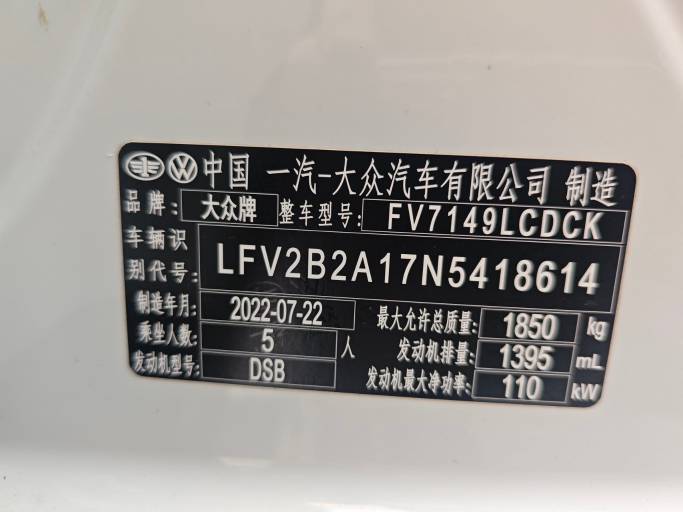 中国 一汽-大众汽车有限公司 制造
品牌: 大众牌 整车型号: FV7149LCDCK
车辆识别代号: LFV2B2A17N5418614
制造年月: 2022-07-22 最大允许总质量: 1850 kg
乘坐人数: 5 人 发动机排量: 1395 mL
发动机型号: DSB 发动机最大净功率: 110 kW